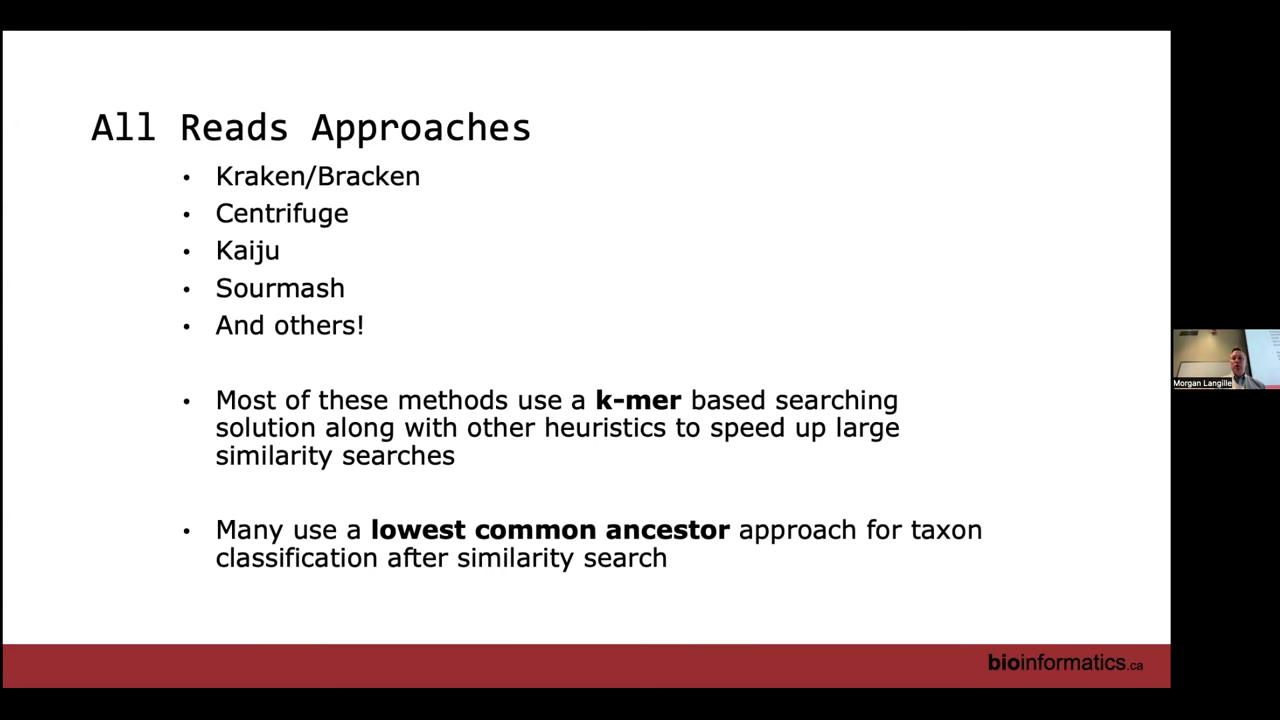 All Reads Approaches
• Kraken/Bracken
• Centrifuge
• Kaiju
• Sourmash
• And others!
• Most of these methods use a k-mer based searching
solution along with other heuristics to speed up large
similarity searches
• Many use a lowest common ancestor approach for taxon
classification after similarity search
Morgan Langille
bioinformatics.ca